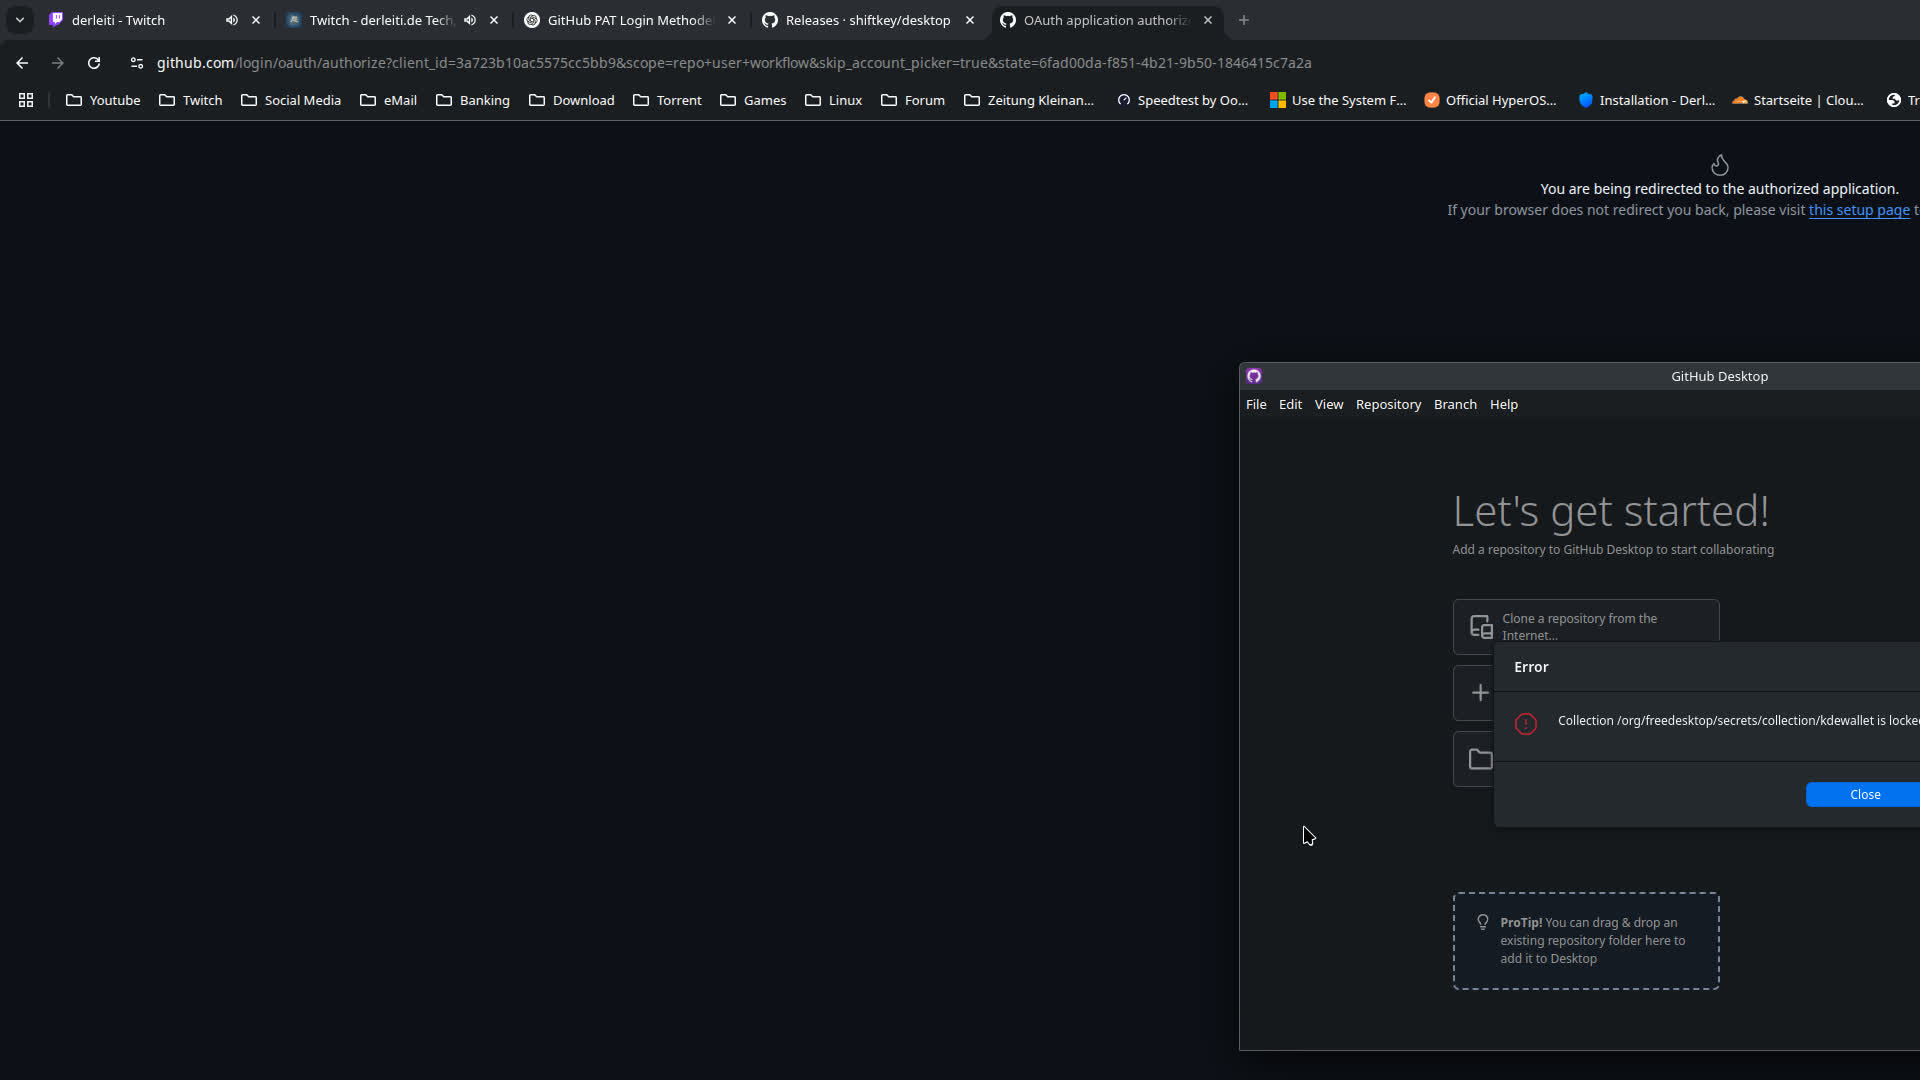 derleiti - Twitch
Twitch - derleiti.de Tech
GitHub PAT Login Methode
Releases · shiftkey/desktop
OAuth application authoriz
github.com/login/oauth/authorize?client_id=3a723b10ac5575cc5bb9&scope=repo+user+workflow&skip_account_picker=true&state=6fad00da-f851-4b21-9b50-1846415c7a2a
Youtube
Twitch
Social Media
eMail
Banking
Download
Torrent
Games
Linux
Forum
Zeitung Kleinan...
Speedtest by Oo...
Use the System F...
Official HyperOS...
Installation - Derl...
Startseite | Clou...
Tr
You are being redirected to the authorized application.
If your browser does not redirect you back, please visit this setup page t
GitHub Desktop
File Edit View Repository Branch Help
Let's get started!
Add a repository to GitHub Desktop to start collaborating
Clone a repository from the
Internet...
Error
Collection /org/freedesktop/secrets/collection/kdewallet is locke
Close
ProTip! You can drag & drop an
existing repository folder here to
add it to Desktop